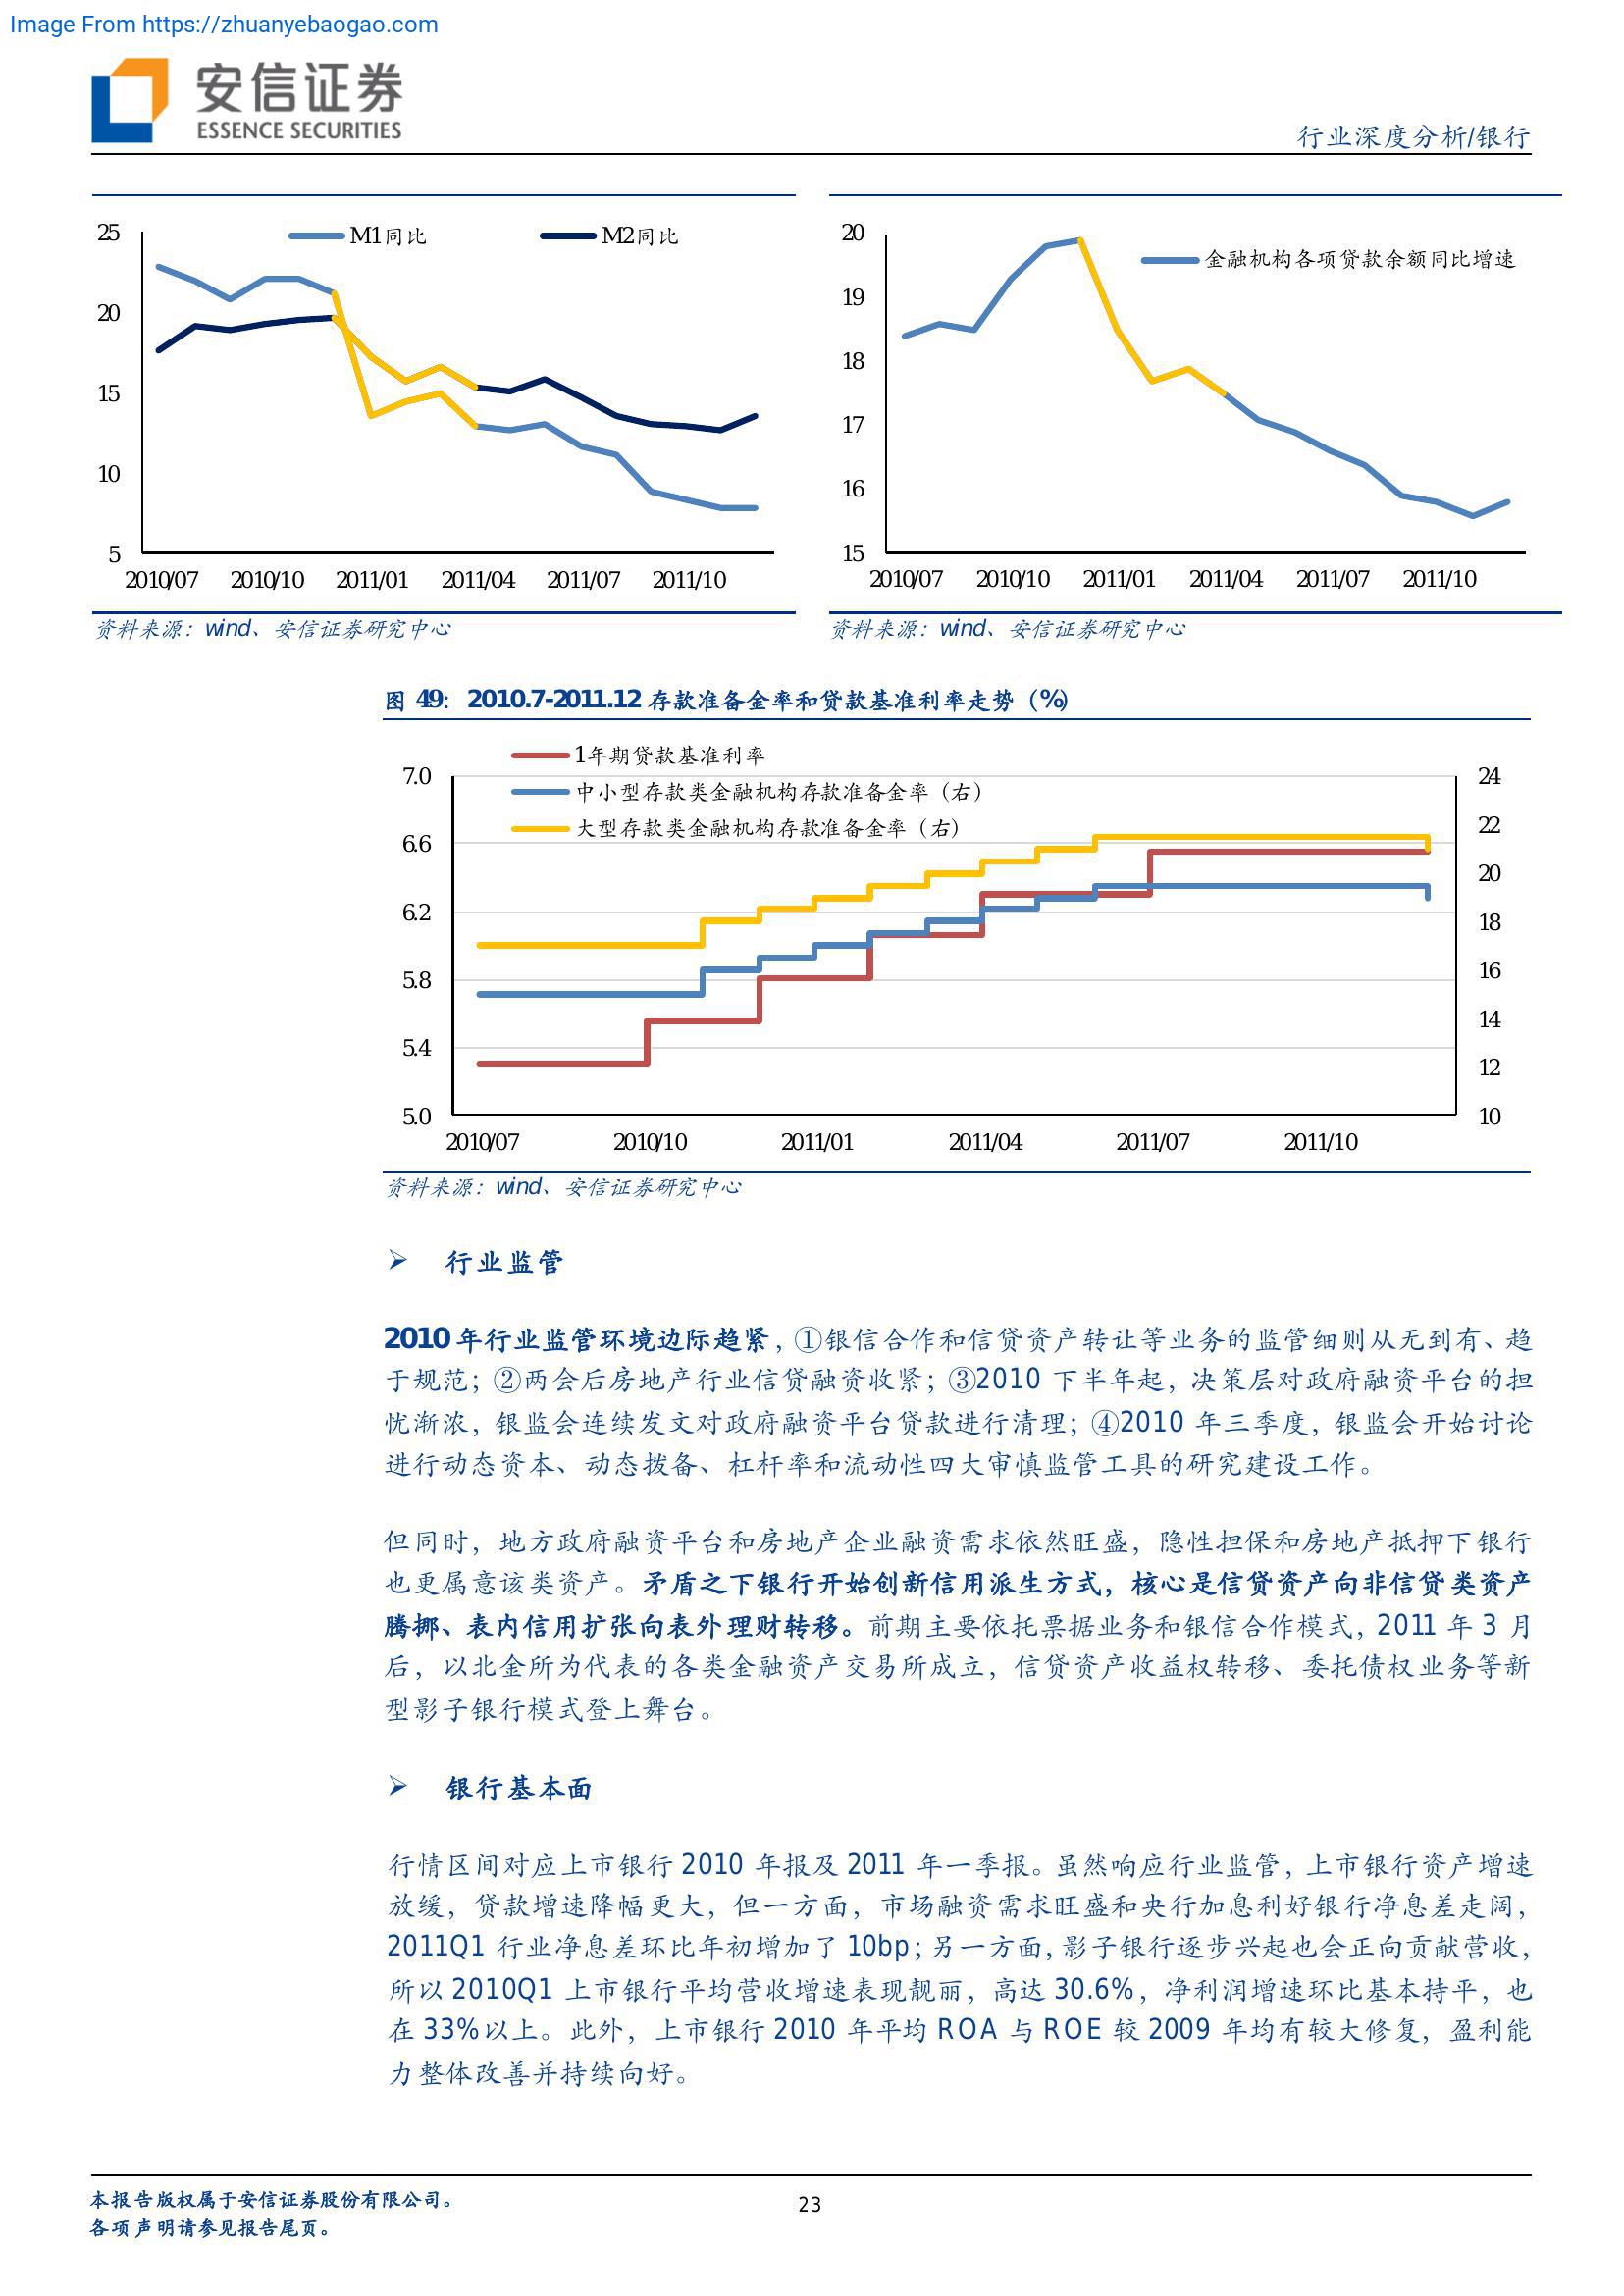 Image From https://zhuanyebaogao.com
安信证券
ESSENCE SECURITIES
行业深度分析/银行
M1同比
M2同比
25
20
15
10
5
2010/07 2010/10 2011/01 2011/04 2011/07 2011/10
资料来源：wind、安信证券研究中心
金融机构各项贷款余额同比增速
20
19
18
17
16
15
2010/07 2010/10 2011/01 2011/04 2011/07 2011/10
资料来源：wind、安信证券研究中心
图 49： 2010.7-2011.12 存款准备金率和贷款基准利率走势（%）
1年期贷款基准利率
中小型存款类金融机构存款准备金率（右）
大型存款类金融机构存款准备金率（右）
7.0
6.6
6.2
5.8
5.4
5.0
24
22
20
18
16
14
12
10
2010/07 2010/10 2011/01 2011/04 2011/07 2011/10
资料来源：wind、安信证券研究中心
➢ 行业监管
2010 年行业监管环境边际趋紧，①银信合作和信贷资产转让等业务的监管细则从无到有、趋
于规范；②两会后房地产行业信贷融资收紧；③2010 下半年起，决策层对政府融资平台的担
忧渐浓，银监会连续发文对政府融资平台贷款进行清理；④2010 年三季度，银监会开始讨论
进行动态资本、动态拨备、杠杆率和流动性四大审慎监管工具的研究建设工作。
但同时，地方政府融资平台和房地产企业融资需求依然旺盛，隐性担保和房地产抵押下银行
也更属意该类资产。矛盾之下银行开始创新信用派生方式，核心是信贷资产向非信贷类资产
腾挪、表内信用扩张向表外理财转移。前期主要依托票据业务和银信合作模式，2011 年 3 月
后，以北金所为代表的各类金融资产交易所成立，信贷资产收益权转移、委托债权业务等新
型影子银行模式登上舞台。
➢ 银行基本面
行情区间对应上市银行 2010 年报及 2011 年一季报。虽然响应行业监管，上市银行资产增速
放缓，贷款增速降幅更大，但一方面，市场融资需求旺盛和央行加息利好银行净息差走阔，
2011Q1 行业净息差环比年初增加了 10bp；另一方面，影子银行逐步兴起也会正向贡献营收，
所以 2010Q1 上市银行平均营收增速表现靓丽，高达 30.6%，净利润增速环比基本持平，也
在 33%以上。此外，上市银行 2010 年平均 ROA 与 ROE 较 2009 年均有较大修复，盈利能
力整体改善并持续向好。
本报告版权属于安信证券股份有限公司。
各项声明请参见报告尾页。
23